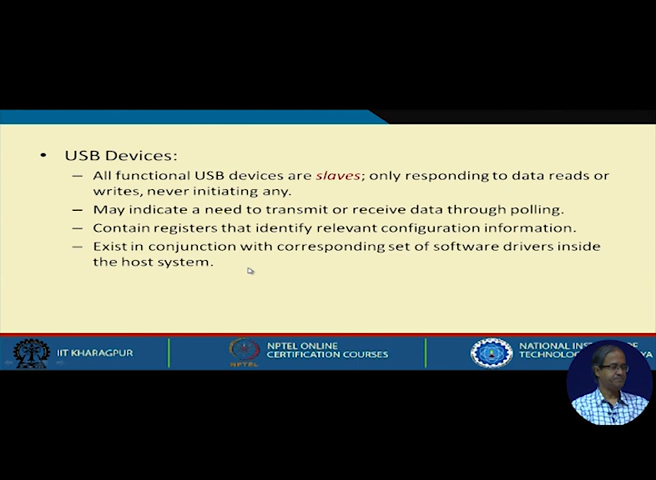 • USB Devices:
– All functional USB devices are slaves; only responding to data reads or
writes, never initiating any.
– May indicate a need to transmit or receive data through polling.
– Contain registers that identify relevant configuration information.
– Exist in conjunction with corresponding set of software drivers inside
the host system.
IIT KHARAGPUR
NPTEL
NPTEL ONLINE
CERTIFICATION COURSES
NATIONAL
TECHNOLOG